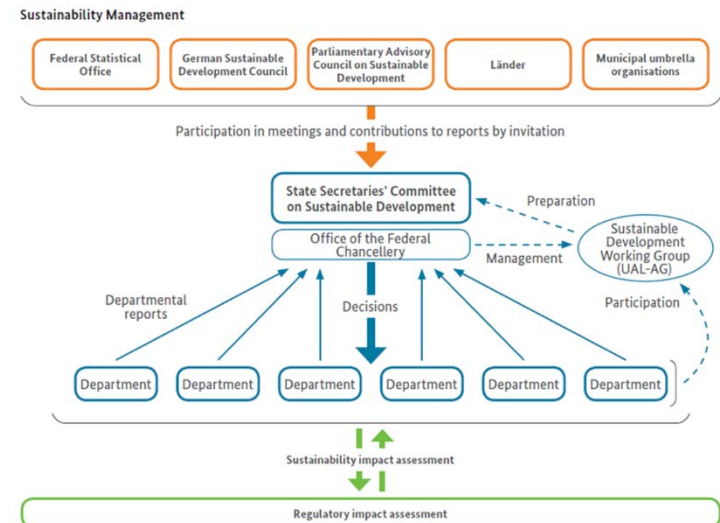 Sustainability Management
Federal Statistical
Office
German Sustainable
Development Council
Parliamentary Advisory
Council on Sustainable
Development
Länder
Municipal umbrella
organisations
Participation in meetings and contributions to reports by invitation
State Secretaries' Committee
on Sustainable Development
Office of the Federal
Chancellery
Preparation
Management
Sustainable
Development
Working Group
(UAL-AG)
Participation
Departmental
reports
Decisions
Department
Department
Department
Department
Department
Department
Sustainability impact assessment
Regulatory impact assessment